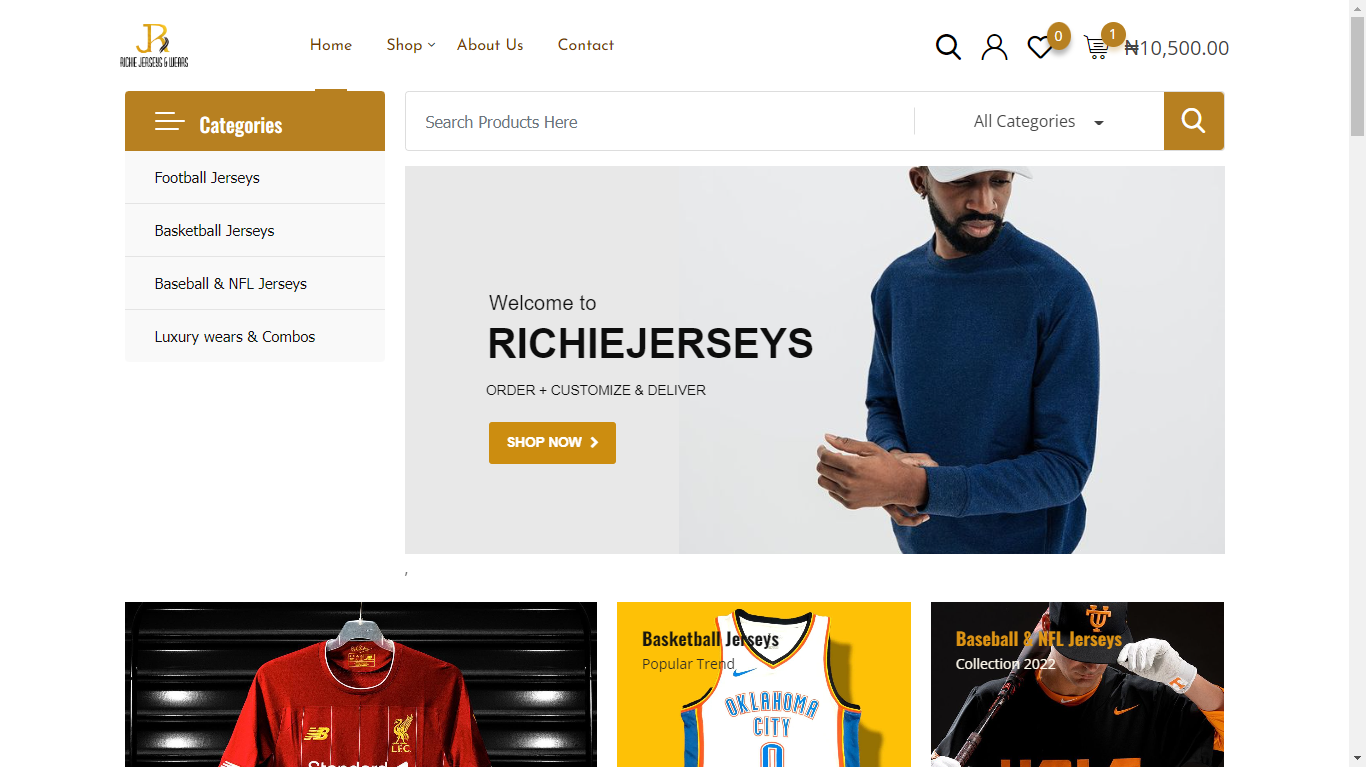 JR
RICHIE JERSEYS & WEARS
Home
Shop
About Us
Contact
0
1
₦10,500.00
Categories
Football Jerseys
Basketball Jerseys
Baseball & NFL Jerseys
Luxury wears & Combos
Search Products Here
All Categories
Welcome to
RICHIEJERSEYS
ORDER + CUSTOMIZE & DELIVER
SHOP NOW
,
L.F.C.
Basketball Jerseys
Popular Trend
OKLAHOMA
CITY
0
Baseball & NFL Jerseys
Collection 2022